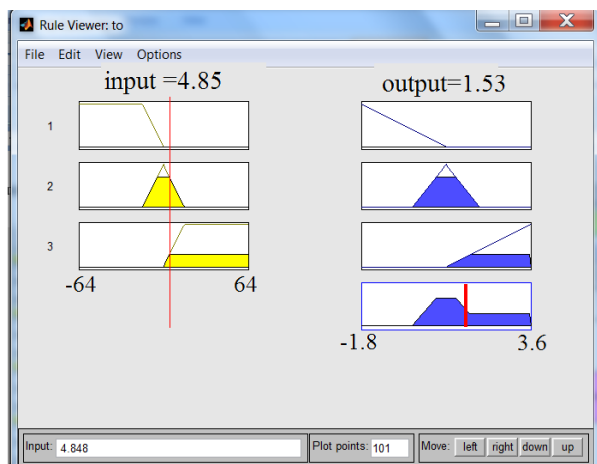 Rule Viewer: to
File Edit View Options
input =4.85 output=1.53
1
2
3
-64 64
-1.8 3.6
Input: 4.848 Plot points: 101 Move: left right down up